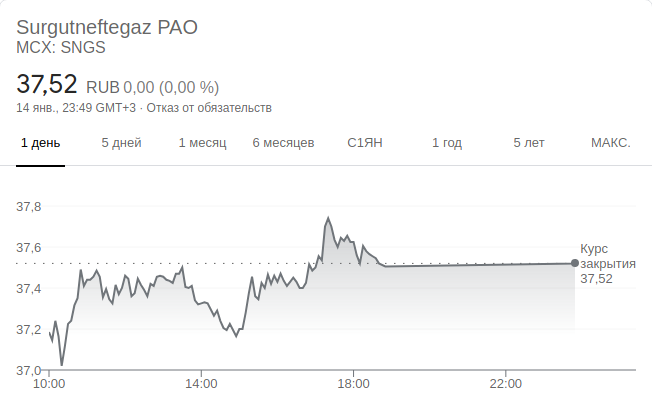 Surgutneftegaz PAO
MCX: SNGS
37,52 RUB 0,00 (0,00 %)
14 янв., 23:49 GMT+3 · Отказ от обязательств
1 день 5 дней 1 месяц 6 месяцев С1ЯН 1 год 5 лет МАКС.
37,8
37,6
37,4
37,2
37,0
Курс
закрытия
37,52
10:00 14:00 18:00 22:00